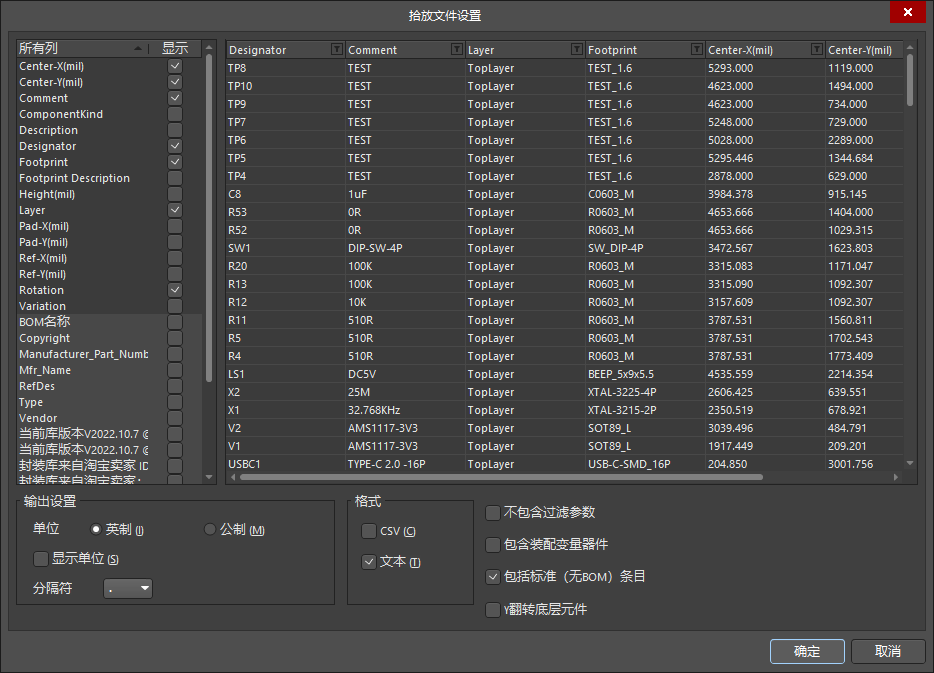 拾放文件设置
所有列 显示
Center-X(mil)
Center-Y(mil)
Comment
ComponentKind
Description
Designator
Footprint
Footprint Description
Height(mil)
Layer
Pad-X(mil)
Pad-Y(mil)
Ref-X(mil)
Ref-Y(mil)
Rotation
Variation
BOM名称
Copyright
Manufacturer_Part_Numb
Mfr_Name
RefDes
Type
Vendor
当前库版本V2022.10.7 @
当前库版本V2022.10.7 @
封装库来自淘宝卖家 ID
封装库来自淘宝卖家:
Designator Comment Layer Footprint Center-X(mil) Center-Y(mil)
TP8 TEST TopLayer TEST_1.6 5293.000 1119.000
TP10 TEST TopLayer TEST_1.6 4623.000 1494.000
TP9 TEST TopLayer TEST_1.6 4623.000 734.000
TP7 TEST TopLayer TEST_1.6 5248.000 729.000
TP6 TEST TopLayer TEST_1.6 5028.000 2289.000
TP5 TEST TopLayer TEST_1.6 5295.446 1344.684
TP4 TEST TopLayer TEST_1.6 2878.000 629.000
C8 1uF TopLayer C0603_M 3984.378 915.145
R53 0R TopLayer R0603_M 4653.666 1404.000
R52 0R TopLayer R0603_M 4653.666 1029.315
SW1 DIP-SW-4P TopLayer SW_DIP-4P 3472.567 1623.803
R20 100K TopLayer R0603_M 3315.083 1171.047
R13 100K TopLayer R0603_M 3315.090 1092.307
R12 10K TopLayer R0603_M 3157.609 1092.307
R11 510R TopLayer R0603_M 3787.531 1560.811
R5 510R TopLayer R0603_M 3787.531 1702.543
R4 510R TopLayer R0603_M 3787.531 1773.409
LS1 DC5V TopLayer BEEP_5x9x5.5 4535.559 2214.354
X2 25M TopLayer XTAL-3225-4P 2606.425 639.551
X1 32.768KHz TopLayer XTAL-3215-2P 2350.519 678.921
V2 AMS1117-3V3 TopLayer SOT89_L 3039.496 484.791
V1 AMS1117-3V3 TopLayer SOT89_L 1917.449 209.201
USBC1 TYPE-C 2.0 -16P TopLayer USB-C-SMD_16P 204.850 3001.756
输出设置
单位 英制 (I) 公制 (M)
显示单位 (S)
分隔符 .
格式
CSV (C)
文本 (T)
不包含过滤参数
包含装配变量器件
包括标准（无BOM）条目
Y翻转底层元件
确定 取消